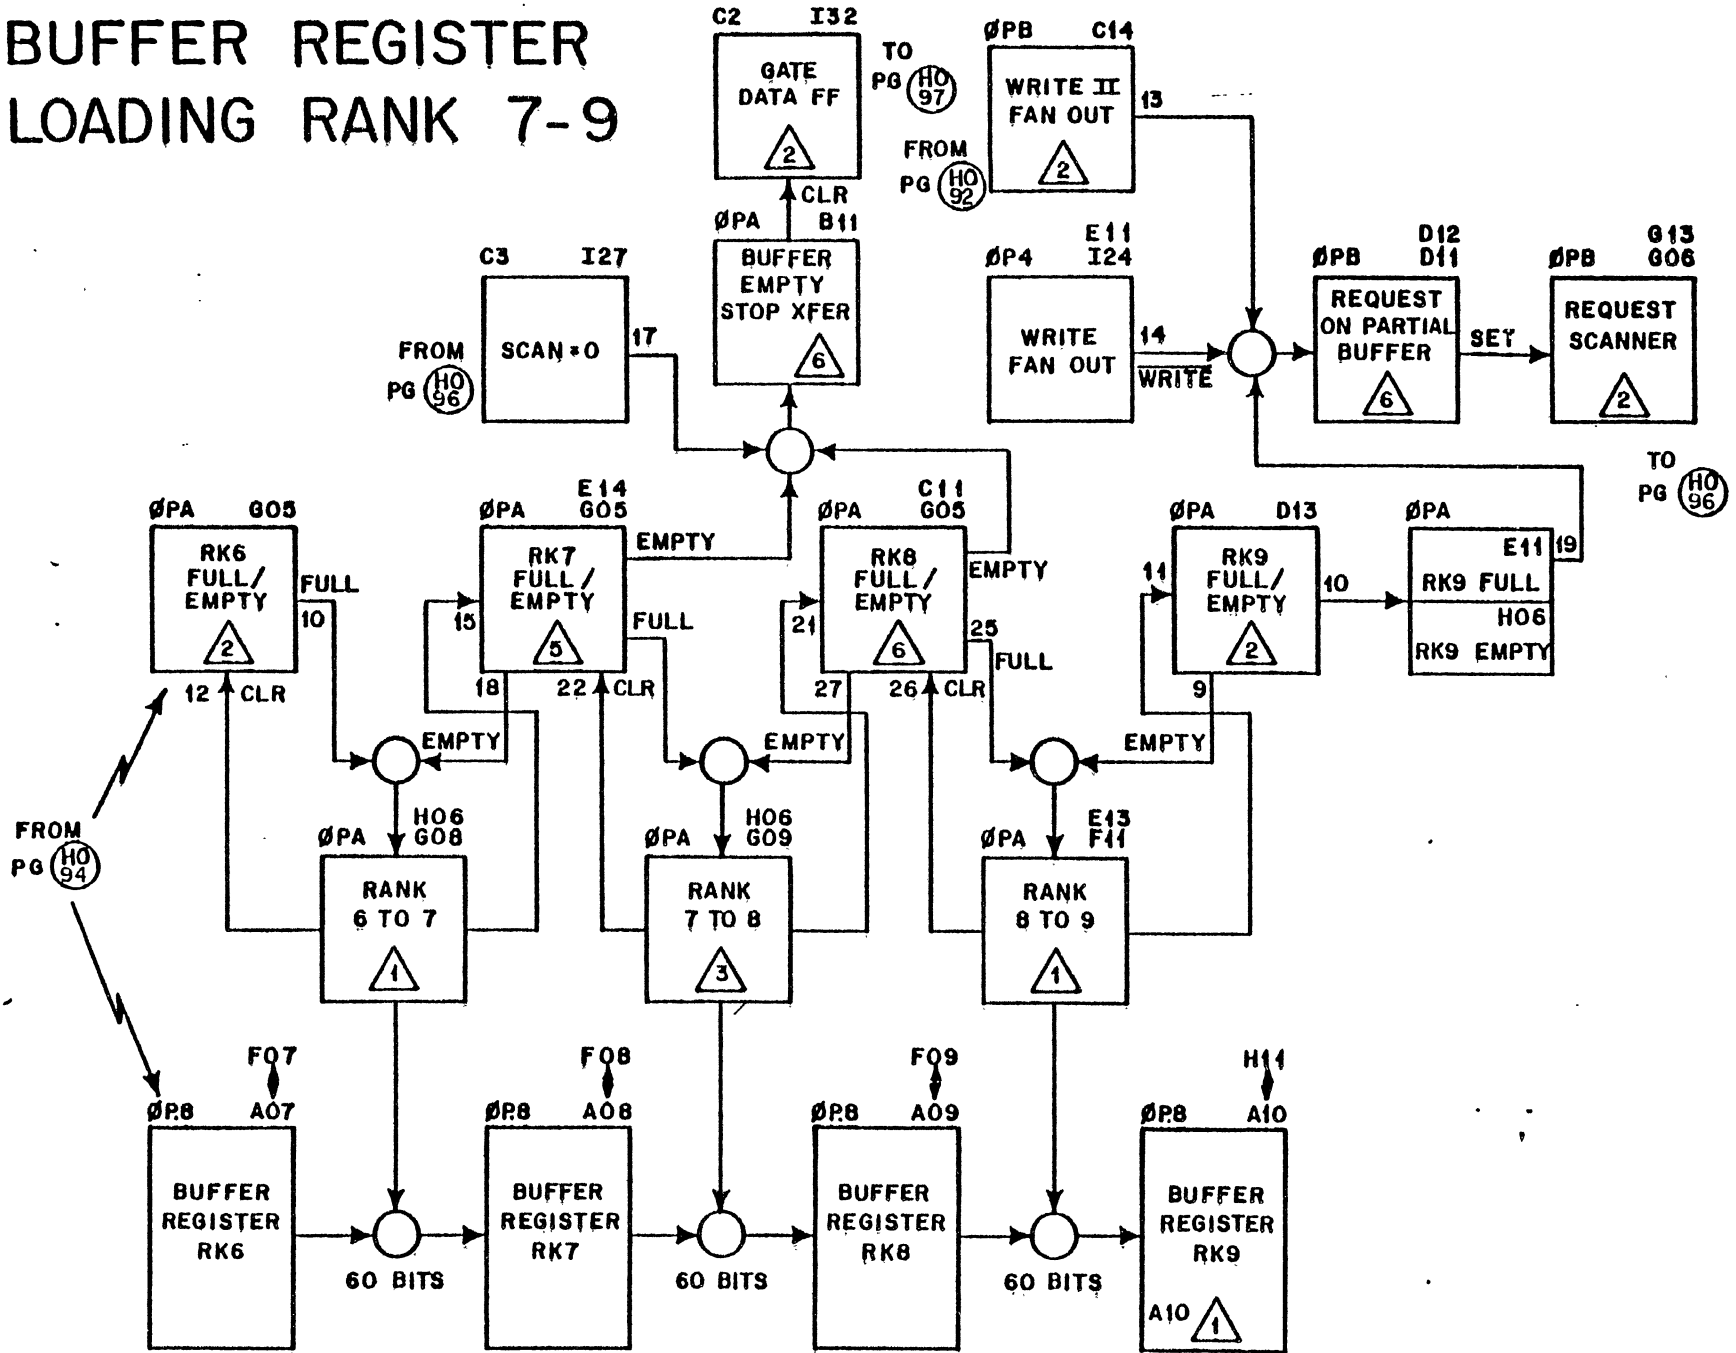 BUFFER REGISTER
LOADING RANK 7-9
C2 I32
GATE
DATA FF
2
CLR
TO
PG HO 97
ØPB C14
WRITE II
FAN OUT
2
13
FROM
PG HO 92
ØPA B11
BUFFER
EMPTY
STOP XFER
6
C3 I27
SCAN=0
17
FROM
PG HO 96
E11
ØP4 I24
WRITE
FAN OUT
14
WRITE
D12
ØPB D11
REQUEST
ON PARTIAL
BUFFER
6
SET
G13
ØPB G06
REQUEST
SCANNER
2
TO
PG HO 96
ØPA G05
RK6
FULL/
EMPTY
2
FULL
10
12 CLR
E14
ØPA G05
RK7
FULL/
EMPTY
5
EMPTY
FULL
15
18
22 CLR
C11
ØPA G05
RK8
FULL/
EMPTY
6
EMPTY
25
FULL
21
27
26 CLR
ØPA D13
RK9
FULL/
EMPTY
2
11
10
9
ØPA
E11 19
RK9 FULL
H06
RK9 EMPTY
EMPTY
EMPTY
EMPTY
FROM
PG HO 94
H06
ØPA G08
RANK
6 TO 7
1
H06
ØPA G09
RANK
7 TO 8
3
E13
ØPA F11
RANK
8 TO 9
1
F07
ØP8 A07
BUFFER
REGISTER
RK6
60 BITS
F08
ØP8 A08
BUFFER
REGISTER
RK7
60 BITS
F09
ØP8 A09
BUFFER
REGISTER
RK8
60 BITS
H11
ØP8 A10
BUFFER
REGISTER
RK9
A10 1